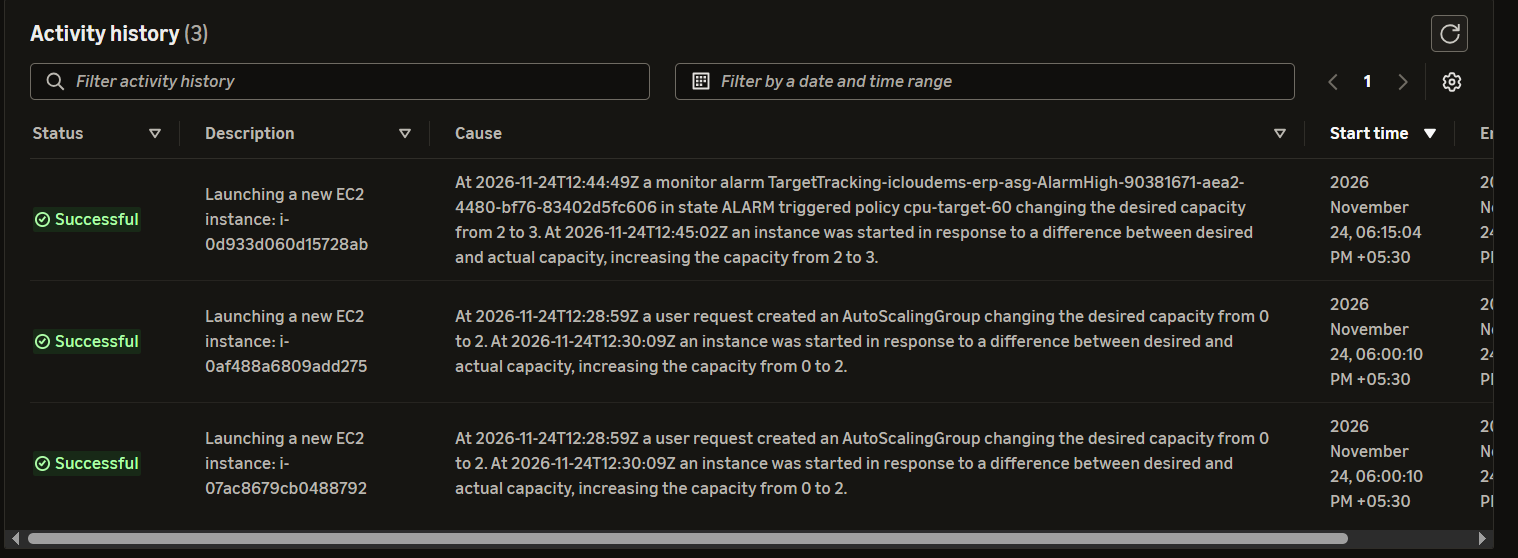 Activity history (3)
Filter activity history
Filter by a date and time range
1
Status
Description
Cause
Start time
Successful
Launching a new EC2
instance: i-
0d933d060d15728ab
At 2026-11-24T12:44:49Z a monitor alarm TargetTracking-icloudems-erp-asg-AlarmHigh-90381671-aea2-
4480-bf76-83402d5fc606 in state ALARM triggered policy cpu-target-60 changing the desired capacity
from 2 to 3. At 2026-11-24T12:45:02Z an instance was started in response to a difference between desired
and actual capacity, increasing the capacity from 2 to 3.
2026
November
24, 06:15:04
PM +05:30
Successful
Launching a new EC2
instance: i-
0af488a6809add275
At 2026-11-24T12:28:59Z a user request created an AutoScalingGroup changing the desired capacity from 0
to 2. At 2026-11-24T12:30:09Z an instance was started in response to a difference between desired and
actual capacity, increasing the capacity from 0 to 2.
2026
November
24, 06:00:10
PM +05:30
Successful
Launching a new EC2
instance: i-
07ac8679cb0488792
At 2026-11-24T12:28:59Z a user request created an AutoScalingGroup changing the desired capacity from 0
to 2. At 2026-11-24T12:30:09Z an instance was started in response to a difference between desired and
actual capacity, increasing the capacity from 0 to 2.
2026
November
24, 06:00:10
PM +05:30